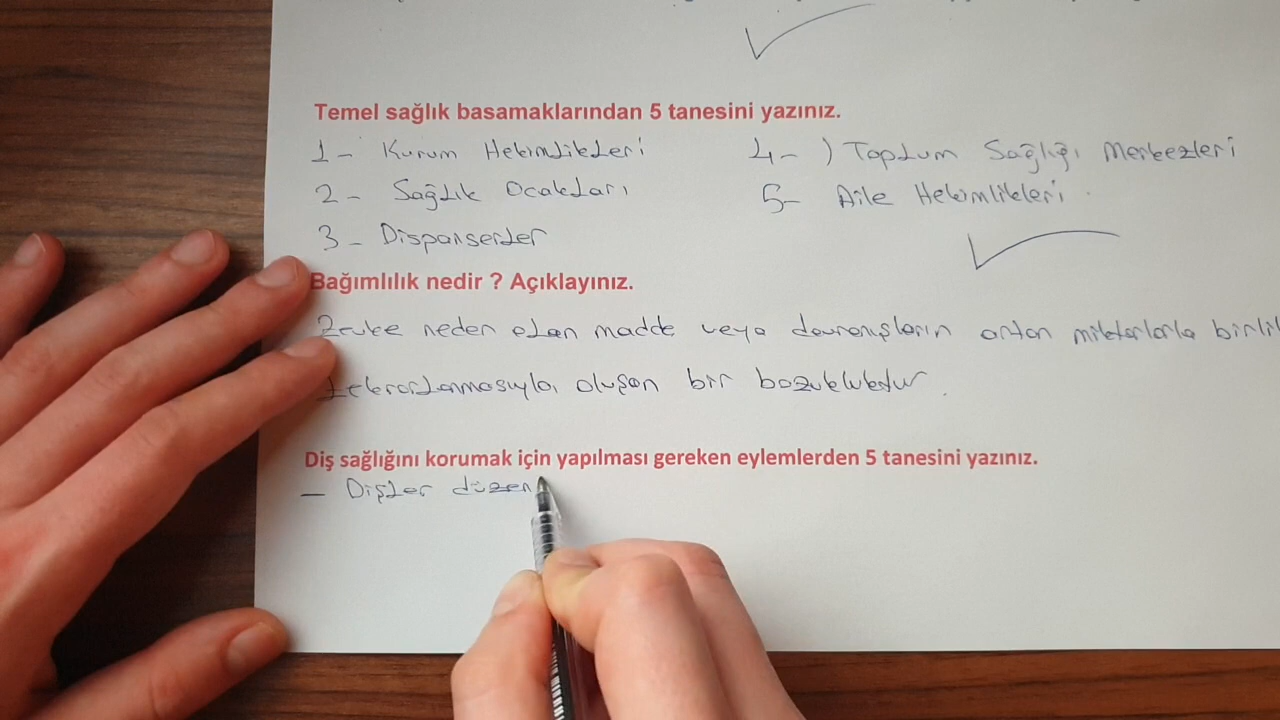 Temel sağlık basamaklarından 5 tanesini yazınız.
1- Kurum Hekimlikleri
2- Sağlık Ocakları
3- Dispanserler
4- ) Toplum Sağlığı Merkezleri
5- Aile Hekimlikleri
Bağımlılık nedir ? Açıklayınız.
Zevke neden olan madde veya davranışların artan miktarlarla birlik
tekrarlanmasıyla oluşan bir bozukluktur.
Diş sağlığını korumak için yapılması gereken eylemlerden 5 tanesini yazınız.
- Dişler düzen